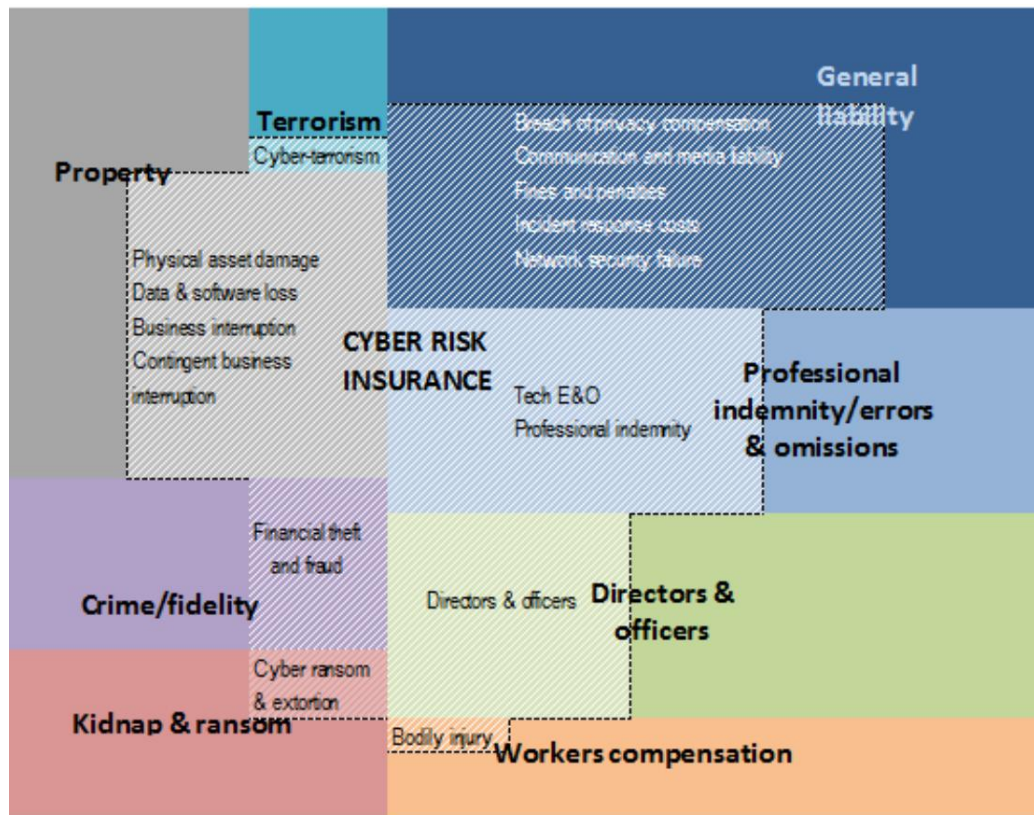 General
liability
Terrorism
Breach of privacy compensation
Cyber-terrorism
Communication and media liability
Property
Fines and penalties
Incident response costs
Network security failure
Physical asset damage
Data & software loss
Business interruption
Contingent business
interruption
CYBER RISK
INSURANCE
Tech E&O
Professional indemnity
Professional
indemnity/errors
& omissions
Financial theft
and fraud
Crime/fidelity
Directors & officers
Directors &
officers
Cyber ransom
& extortion
Kidnap & ransom
Bodily injury
Workers compensation